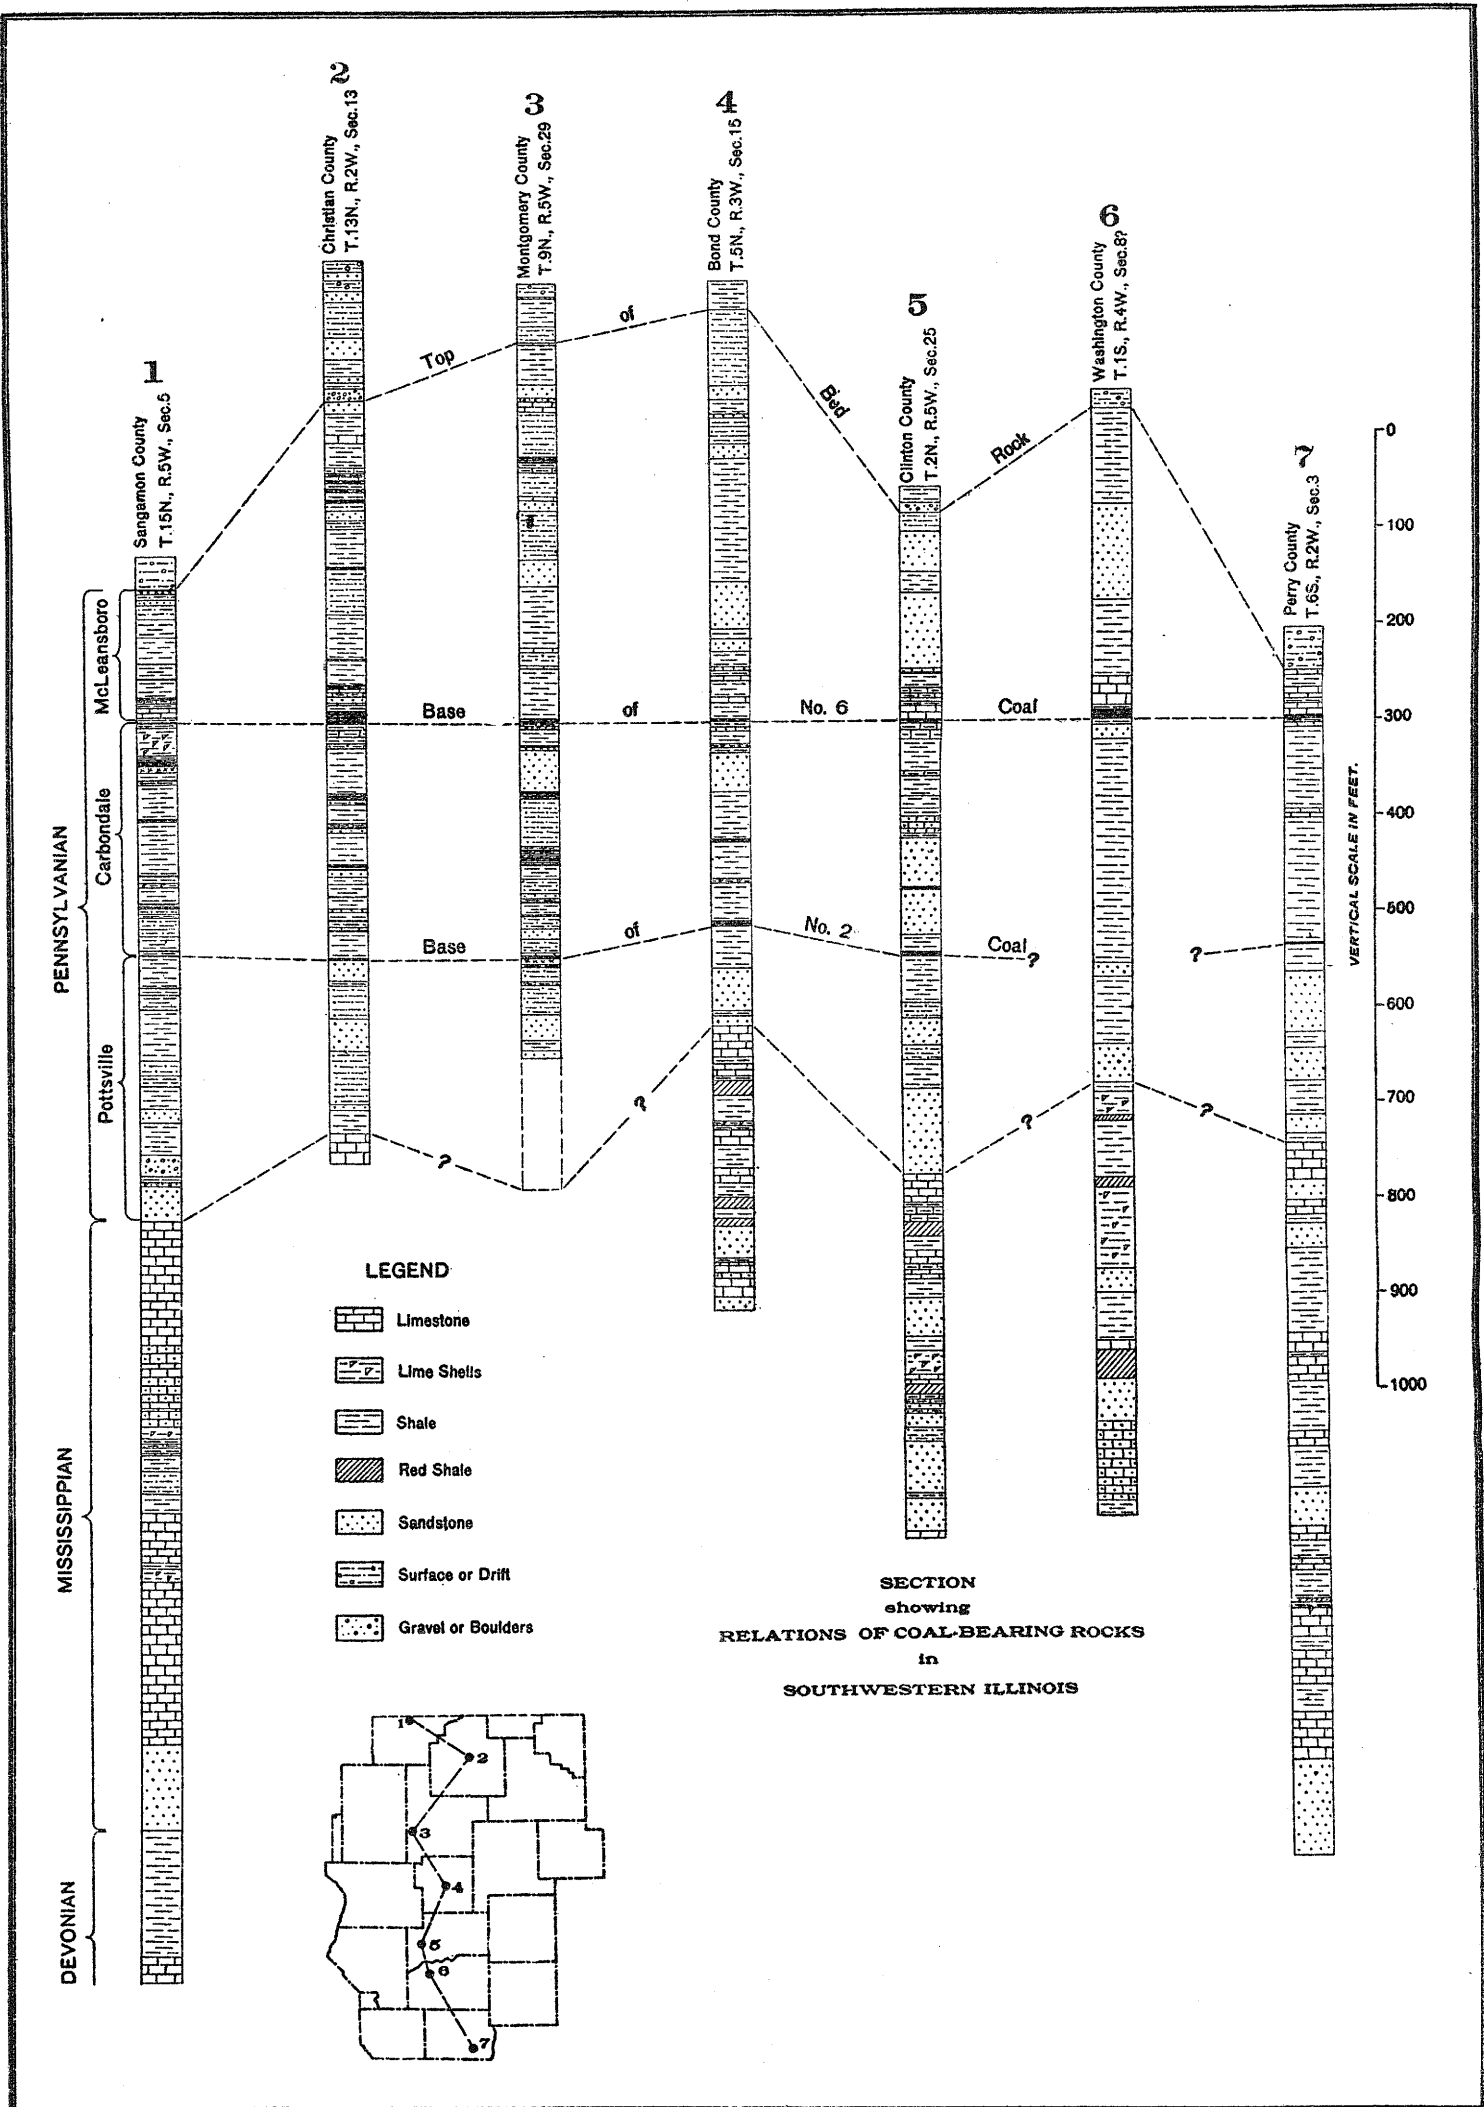 1
Sangamon County
T.15N., R.5W., Sec.5
2
Christian County
T.13N., R.2W., Sec.13
3
Montgomery County
T.9N., R.5W., Sec.29
4
Bond County
T.5N., R.3W., Sec.15
5
Clinton County
T.2N., R.5W., Sec.25
6
Washington County
T.1S., R.4W., Sec.8?
7
Perry County
T.6S., R.2W., Sec.3
Top of Bed Rock
Base of No. 6 Coal
Base of No. 2 Coal ? ?
? ? ? ?
PENNSYLVANIAN
McLeansboro
Carbondale
Pottsville
MISSISSIPPIAN
DEVONIAN
0
100
200
300
400
500
600
700
800
900
1000
VERTICAL SCALE IN FEET.
LEGEND
Limestone
Lime Shells
Shale
Red Shale
Sandstone
Surface or Drift
Gravel or Boulders
SECTION
showing
RELATIONS OF COAL-BEARING ROCKS
in
SOUTHWESTERN ILLINOIS
1
2
3
4
5
6
7